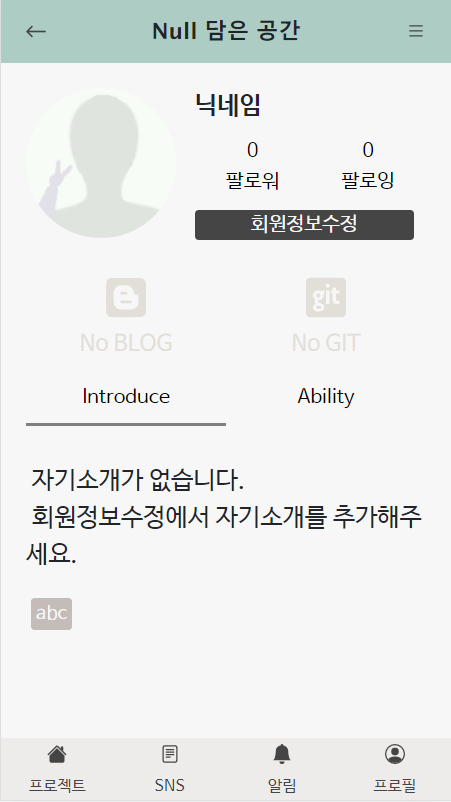 Null 담은 공간
닉네임
0 0
팔로워 팔로잉
회원정보수정
git
No BLOG No GIT
Introduce Ability
자기소개가 없습니다.
회원정보수정에서 자기소개를 추가해주
세요.
abc
프로젝트 SNS 알림 프로필